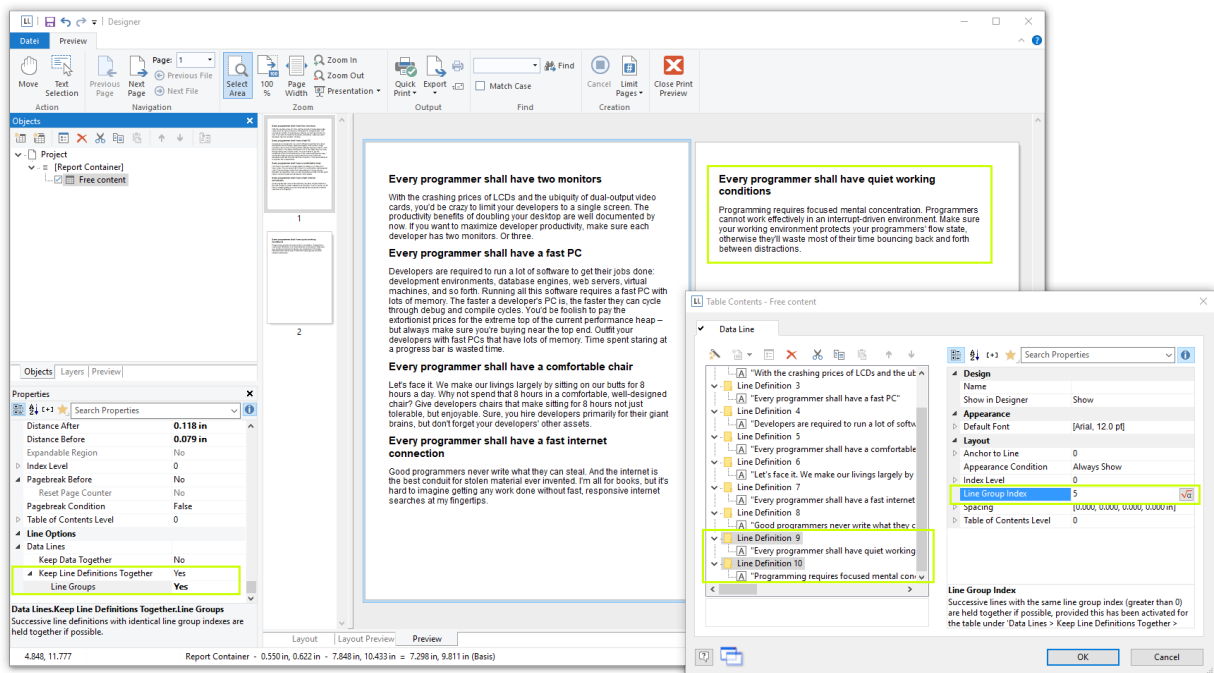 LL Designer
Datei Preview
Move
Text Selection
Action
Previous Page
Next Page
Page: 1
Previous File
Next File
Navigation
Select Area
100 %
Page Width
Zoom In
Zoom Out
Presentation
Zoom
Quick Print
Export
Output
Find
Match Case
Find
Cancel
Limit Pages
Creation
Close Print Preview
Objects
Project
[Report Container]
Free content
Objects Layers Preview
Properties
Search Properties
Distance After 0.118 in
Distance Before 0.079 in
Expandable Region No
Index Level 0
Pagebreak Before No
Reset Page Counter No
Pagebreak Condition False
Table of Contents Level 0
Line Options
Data Lines
Keep Data Together No
Keep Line Definitions Together Yes
Line Groups Yes
Data Lines.Keep Line Definitions Together.Line Groups
Successive line definitions with identical line group indexes are
held together if possible.
1
2
Every programmer shall have two monitors
With the crashing prices of LCDs and the ubiquity of dual-output video
cards, you'd be crazy to limit your developers to a single screen. The
productivity benefits of doubling your desktop are well documented by
now. If you want to maximize developer productivity, make sure each
developer has two monitors. Or three.
Every programmer shall have a fast PC
Developers are required to run a lot of software to get their jobs done:
development environments, database engines, web servers, virtual
machines, and so forth. Running all this software requires a fast PC with
lots of memory. The faster a developer's PC is, the faster they can cycle
through debug and compile cycles. You'd be foolish to pay the
extortionist prices for the extreme top of the current performance heap –
but always make sure you're buying near the top end. Outfit your
developers with fast PCs that have lots of memory. Time spent staring at
a progress bar is wasted time.
Every programmer shall have a comfortable chair
Let's face it. We make our livings largely by sitting on our butts for 8
hours a day. Why not spend that 8 hours in a comfortable, well-designed
chair? Give developers chairs that make sitting for 8 hours not just
tolerable, but enjoyable. Sure, you hire developers primarily for their giant
brains, but don't forget your developers' other assets.
Every programmer shall have a fast internet
connection
Good programmers never write what they can steal. And the internet is
the best conduit for stolen material ever invented. I'm all for books, but it's
hard to imagine getting any work done without fast, responsive internet
searches at my fingertips.
Every programmer shall have quiet working
conditions
Programming requires focused mental concentration. Programmers
cannot work effectively in an interrupt-driven environment. Make sure
your working environment protects your programmers' flow state,
otherwise they'll waste most of their time bouncing back and forth
between distractions.
Layout Layout Preview Preview
4.848, 11.777 Report Container - 0.550 in, 0.622 in - 7.848 in, 10.433 in = 7.298 in, 9.811 in (Basis)
LL Table Contents - Free content
Data Line
"With the crashing prices of LCDs and the ub
Line Definition 3
"Every programmer shall have a fast PC"
Line Definition 4
"Developers are required to run a lot of softw
Line Definition 5
"Every programmer shall have a comfortable
Line Definition 6
"Let's face it. We make our livings largely by
Line Definition 7
"Every programmer shall have a fast internet
Line Definition 8
"Good programmers never write what they c
Line Definition 9
"Every programmer shall have quiet working
Line Definition 10
"Programming requires focused mental con
Search Properties
Design
Name
Show in Designer Show
Appearance
Default Font [Arial, 12.0 pt]
Layout
Anchor to Line 0
Appearance Condition Always Show
Index Level 0
Line Group Index 5
Spacing [0.000, 0.000, 0.000, 0.000 in]
Table of Contents Level 0
Line Group Index
Successive lines with the same line group index (greater than 0)
are held together if possible, provided this has been activated for
the table under 'Data Lines > Keep Line Definitions Together >
OK Cancel